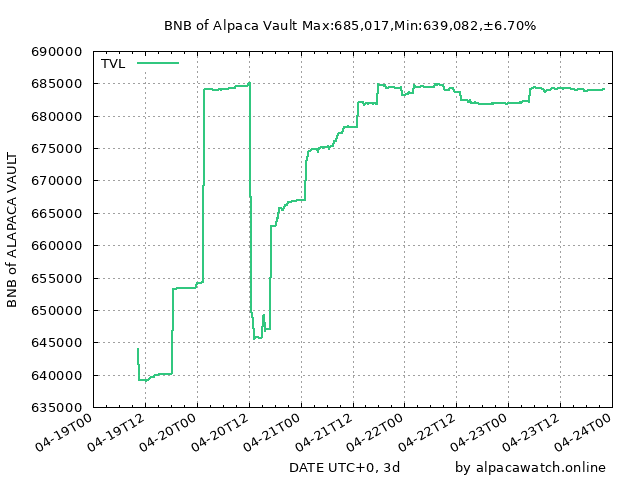 BNB of Alpaca Vault Max:685,017,Min:639,082,±6.70%
TVL
BNB of ALAPACA VAULT
690000
685000
680000
675000
670000
665000
660000
655000
650000
645000
640000
635000
04-19T00
04-19T12
04-20T00
04-20T12
04-21T00
04-21T12
04-22T00
04-22T12
04-23T00
04-23T12
04-24T00
DATE UTC+0, 3d
by alpacawatch.online